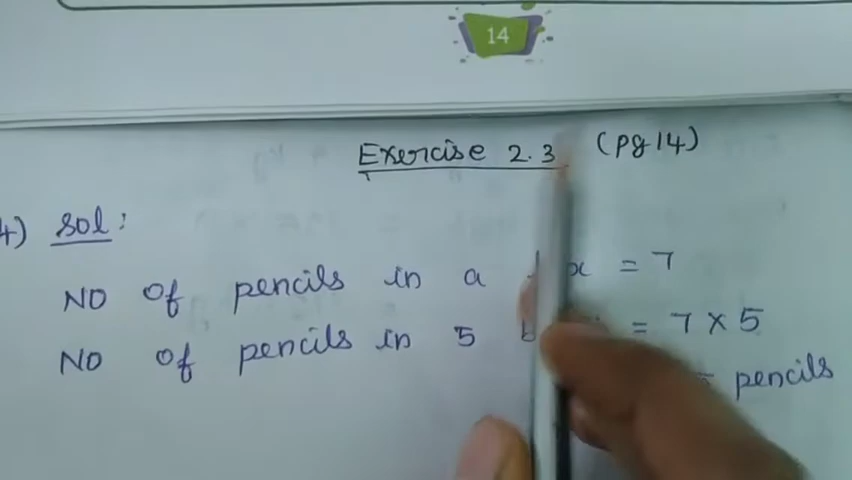 14
Exercise 2.3 (pg 14)
4) Sol:
NO Of pencils in a = 7
NO of pencils in 5 = 7 × 5
pencils